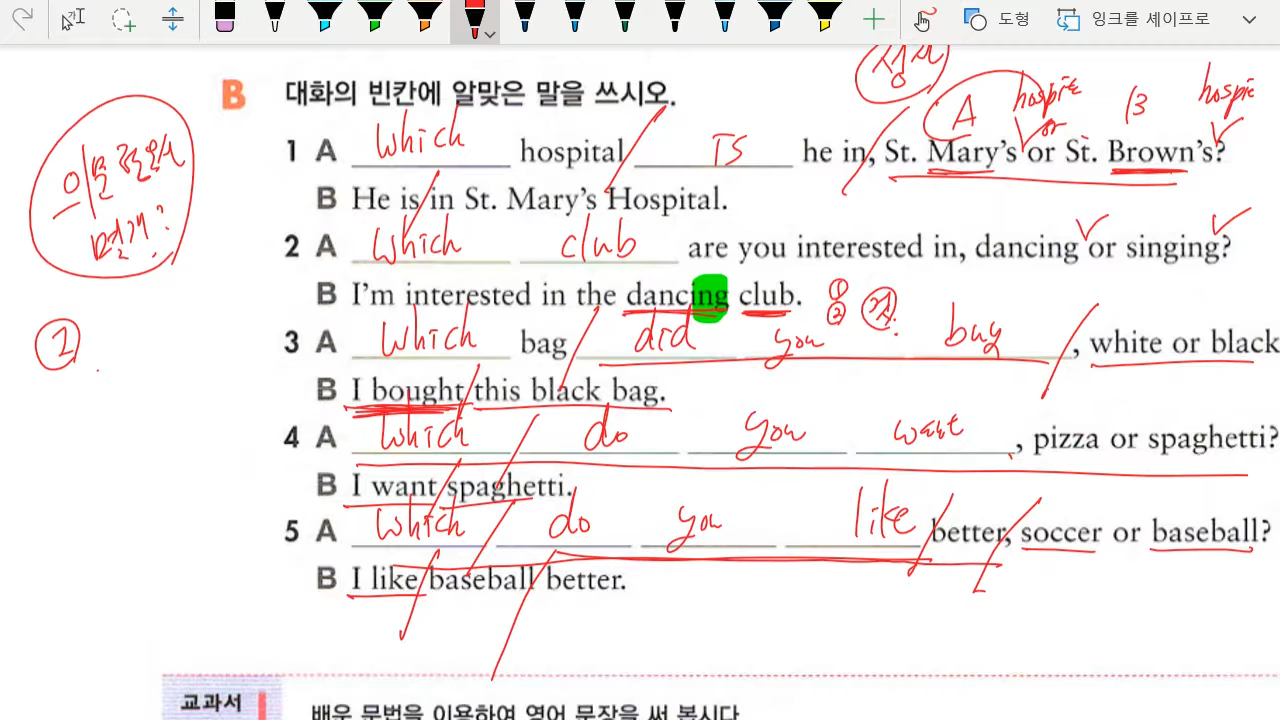 도형 잉크를 셰이프로
B 대화의 빈칸에 알맞은 말을 쓰시오.
A hospital or B
1 A which hospital is he in, St. Mary's or St. Brown's?
B He is in St. Mary's Hospital.
2 A which club are you interested in, dancing or singing?
B I'm interested in the dancing club. ① ②
3 A which bag did you buy, white or black
B I bought this black bag.
4 A which do you want, pizza or spaghetti?
B I want spaghetti.
5 A which do you like better, soccer or baseball?
B I like baseball better.
교과서
배운 문법을 이용하여 영어 문장을 써 봅시다